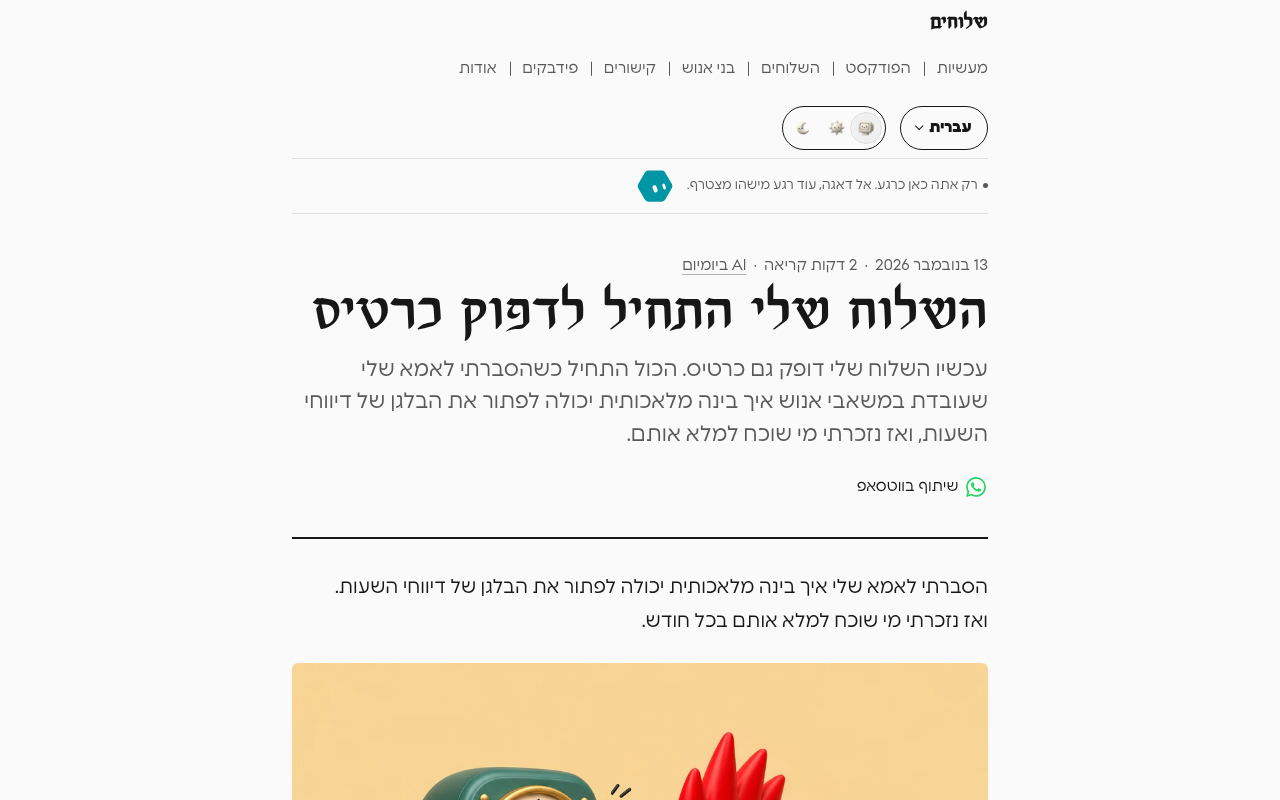 שלוחים
מעשיות | הפודקסט | השלוחים | בני אנוש | קישורים | פידבקים | אודות
עברית
• רק אתה כאן כרגע. אל דאגה, עוד רגע מישהו מצטרף.
13 בנובמבר 2026 · 2 דקות קריאה · AI ביומיום
השלוח שלי התחיל לדפוק כרטיס
עכשיו השלוח שלי דופק גם כרטיס. הכול התחיל כשהסברתי לאמא שלי
שעובדת במשאבי אנוש איך בינה מלאכותית יכולה לפתור את הבלגן של דיווחי
השעות, ואז נזכרתי מי שוכח למלא אותם.
שיתוף בווטסאפ
הסברתי לאמא שלי איך בינה מלאכותית יכולה לפתור את הבלגן של דיווחי השעות.
ואז נזכרתי מי שוכח למלא אותם בכל חודש.